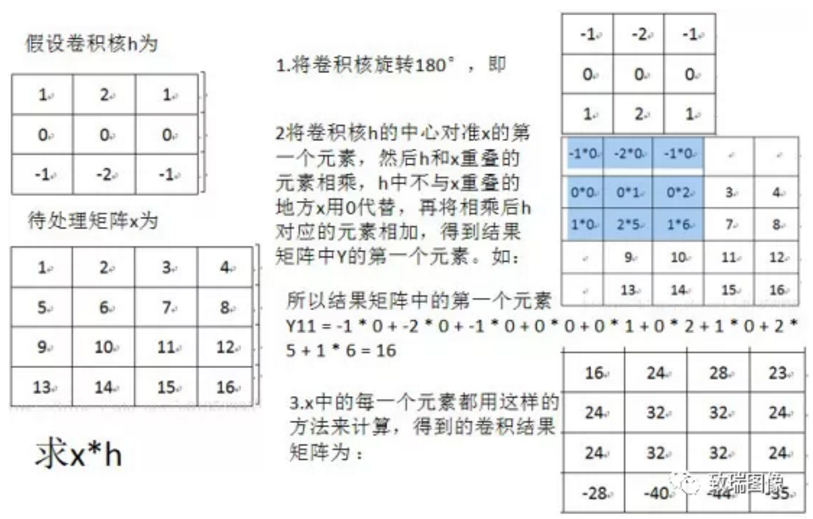 假设卷积核h为
1 2 1
0 0 0
-1 -2 -1
待处理矩阵x为
1 2 3 4
5 6 7 8
9 10 11 12
13 14 15 16
求x*h
1.将卷积核旋转180°，即
-1 -2 -1
0 0 0
1 2 1
2将卷积核h的中心对准x的第
一个元素，然后h和x重叠的
元素相乘，h中不与x重叠的
地方x用0代替，再将相乘后h
对应的元素相加，得到结果
矩阵中Y的第一个元素。如：
-1*0 -2*0 -1*0
0*0 0*1 0*2 3 4
1*0 2*5 1*6 7 8
9 10 11 12
13 14 15 16
所以结果矩阵中的第一个元素
Y11 = -1 * 0 + -2 * 0 + -1 * 0 + 0 * 0 + 0 * 1 + 0 * 2 + 1 * 0 + 2 *
5 + 1 * 6 = 16
3.x中的每一个元素都用这样的
方法来计算，得到的卷积结果
矩阵为：
16 24 28 23
24 32 32 24
24 32 32 24
-28 -40 -44 -35
致瑞图像